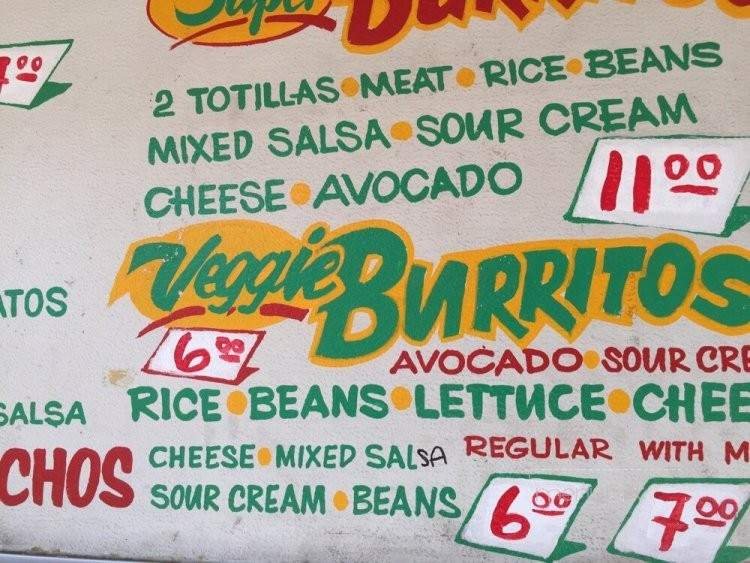 Super BURRITOS
00
2 TOTILLAS • MEAT • RICE • BEANS
MIXED SALSA • SOUR CREAM
CHEESE • AVOCADO
11 00
Veggie BURRITOS
ATOS
6 00
AVOCADO • SOUR CRE
SALSA
RICE • BEANS • LETTUCE • CHEE
CHOS
CHEESE • MIXED SALSA
REGULAR WITH M
SOUR CREAM • BEANS
6 00
7 00